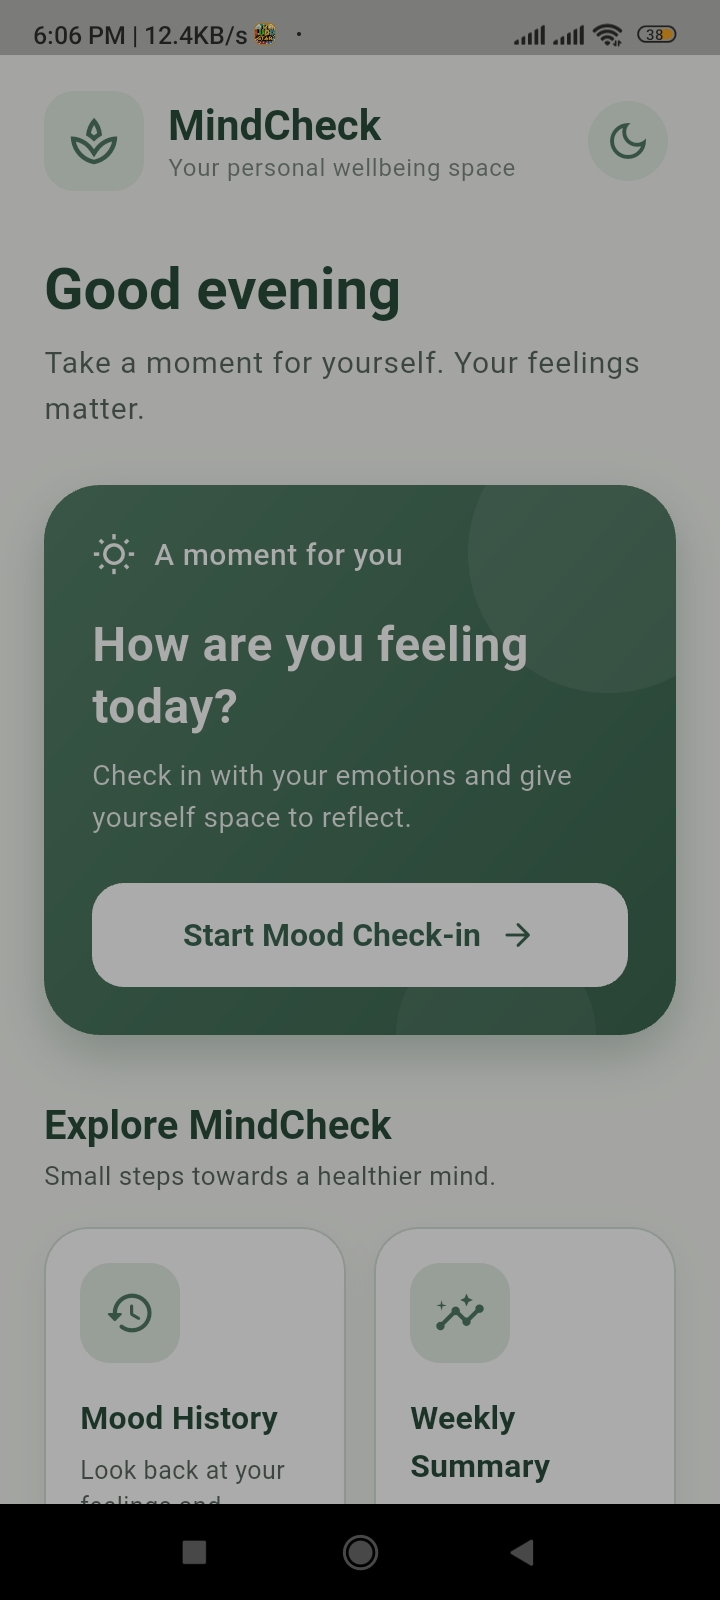 6:06 PM | 12.4KB/s
38
MindCheck
Your personal wellbeing space
Good evening
Take a moment for yourself. Your feelings
matter.
A moment for you
How are you feeling
today?
Check in with your emotions and give
yourself space to reflect.
Start Mood Check-in
Explore MindCheck
Small steps towards a healthier mind.
Mood History
Look back at your
feelings and
Weekly
Summary